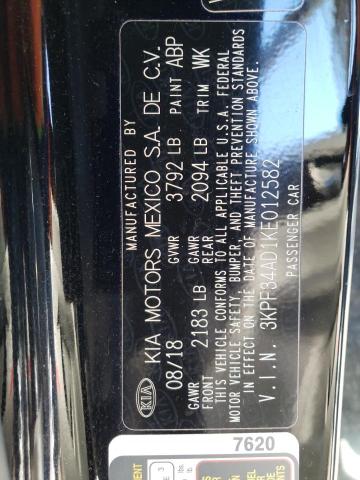 MANUFACTURED BY
KIA KIA MOTORS MEXICO S.A. DE C.V.
08/18 GVWR 3792 LB PAINT ABP
GAWR FRONT 2183 LB GAWR REAR 2094 LB TRIM WK
THIS VEHICLE CONFORMS TO ALL APPLICABLE U.S.A. FEDERAL
MOTOR VEHICLE SAFETY, BUMPER, AND THEFT PREVENTION STANDARDS
IN EFFECT ON THE DATE OF MANUFACTURE SHOWN ABOVE.
V.I.N. 3KPF34AD1KE012582
PASSENGER CAR
7620